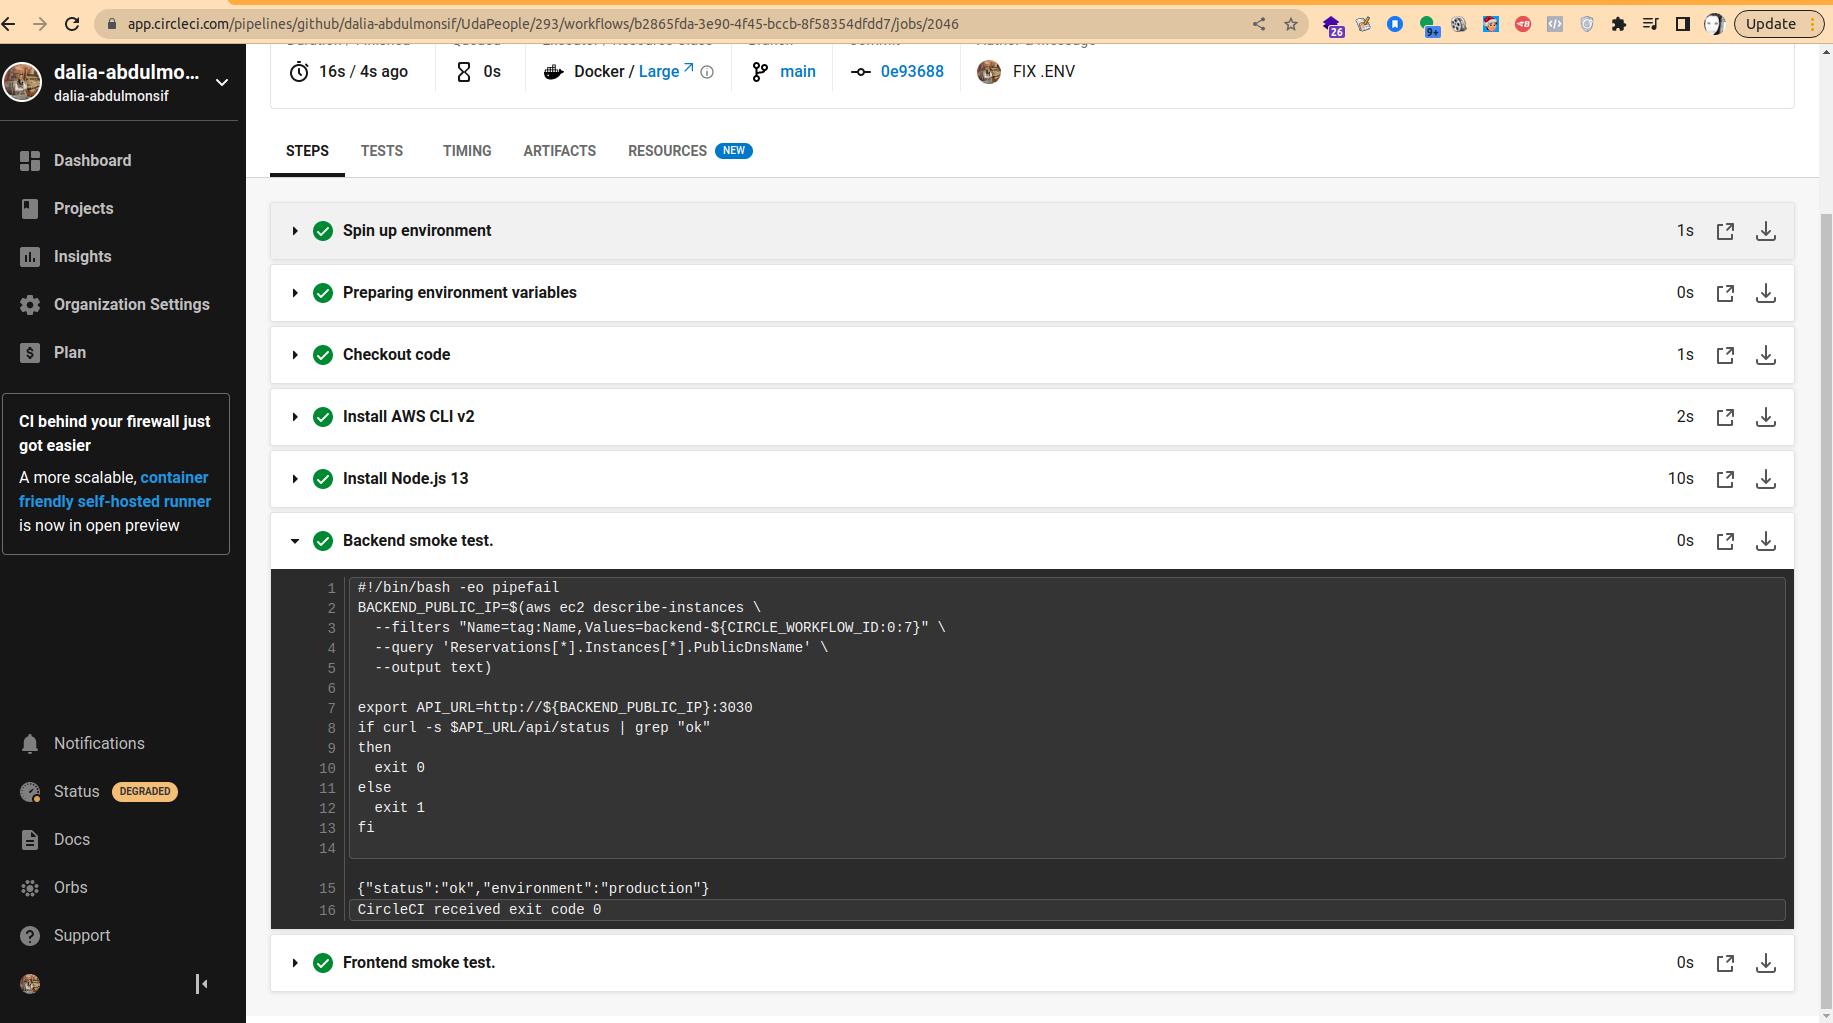 app.circleci.com/pipelines/github/dalia-abdulmonsif/UdaPeople/293/workflows/b2865fda-3e90-4f45-bccb-8f58354dfdd7/jobs/2046
26
9+
Update
dalia-abdulmo...
dalia-abdulmonsif
Dashboard
Projects
Insights
Organization Settings
Plan
CI behind your firewall just
got easier
A more scalable, container
friendly self-hosted runner
is now in open preview
Notifications
Status DEGRADED
Docs
Orbs
Support
16s / 4s ago
0s
Docker / Large
main
0e93688
FIX .ENV
STEPS TESTS TIMING ARTIFACTS RESOURCES NEW
Spin up environment 1s
Preparing environment variables 0s
Checkout code 1s
Install AWS CLI v2 2s
Install Node.js 13 10s
Backend smoke test. 0s
1 #!/bin/bash -eo pipefail
2 BACKEND_PUBLIC_IP=$(aws ec2 describe-instances \
3 --filters "Name=tag:Name,Values=backend-${CIRCLE_WORKFLOW_ID:0:7}" \
4 --query 'Reservations[*].Instances[*].PublicDnsName' \
5 --output text)
6
7 export API_URL=http://${BACKEND_PUBLIC_IP}:3030
8 if curl -s $API_URL/api/status | grep "ok"
9 then
10 exit 0
11 else
12 exit 1
13 fi
14
15 {"status":"ok","environment":"production"}
16 CircleCI received exit code 0
Frontend smoke test. 0s